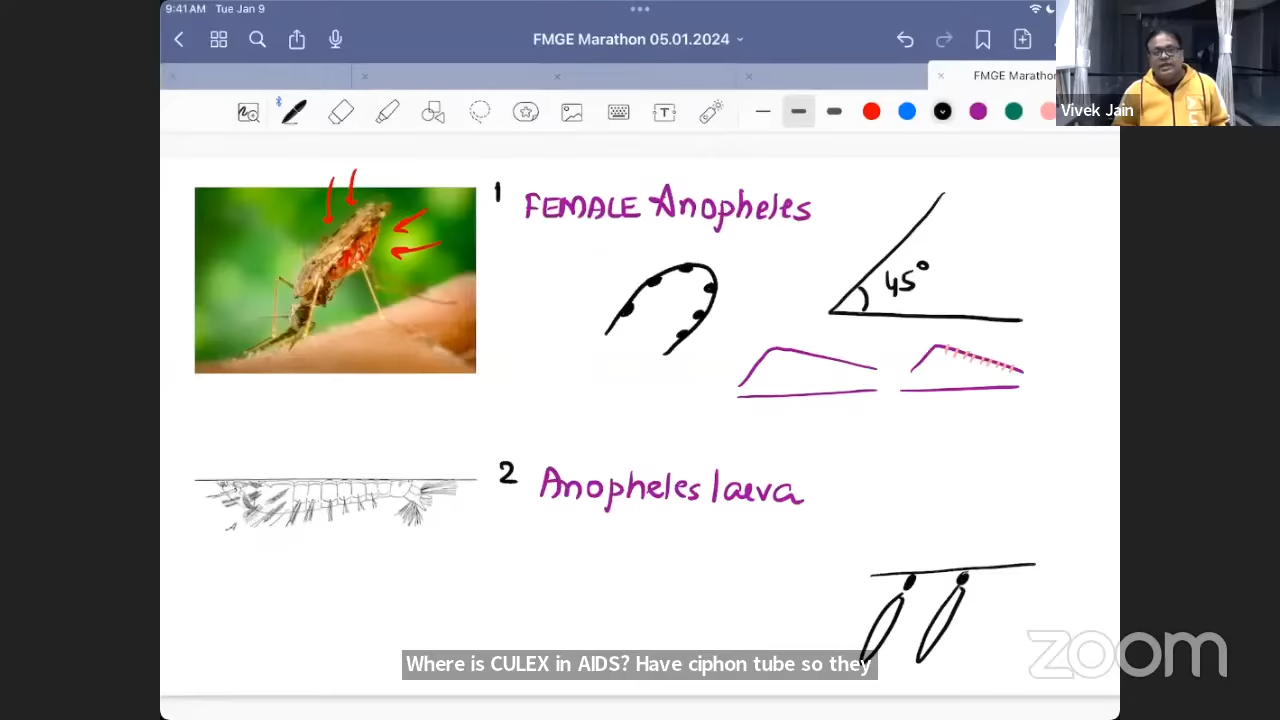 9:41 AM Tue Jan 9
FMGE Marathon 05.01.2024
FMGE Marathon
T
Vivek Jain
1 FEMALE Anopheles
45°
2 Anopheles laeva
Where is CULEX in AIDS? Have ciphon tube so they
zoom